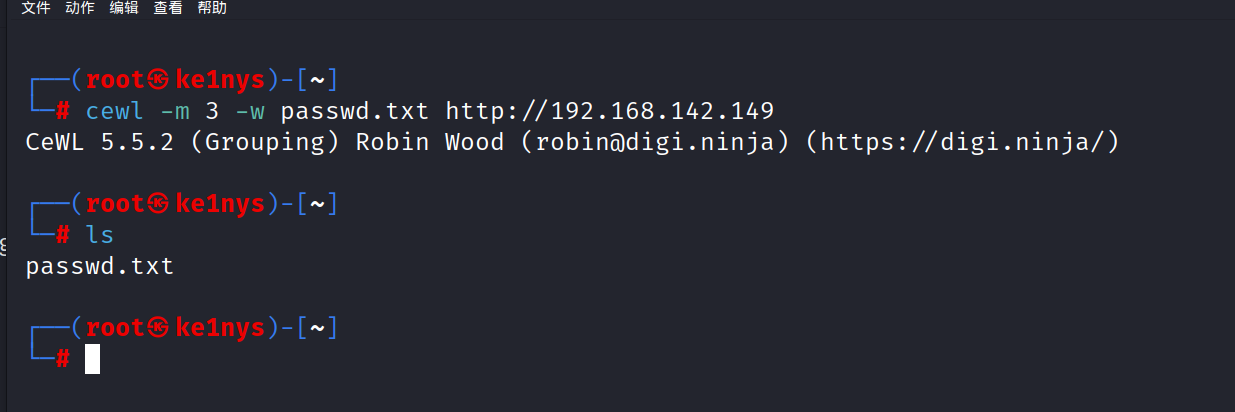 文件 动作 编辑 查看 帮助
┌──(root㉿ke1nys)-[~]
└─# cewl -m 3 -w passwd.txt http://192.168.142.149
CeWL 5.5.2 (Grouping) Robin Wood (robin@digi.ninja) (https://digi.ninja/)
┌──(root㉿ke1nys)-[~]
└─# ls
passwd.txt
┌──(root㉿ke1nys)-[~]
└─#